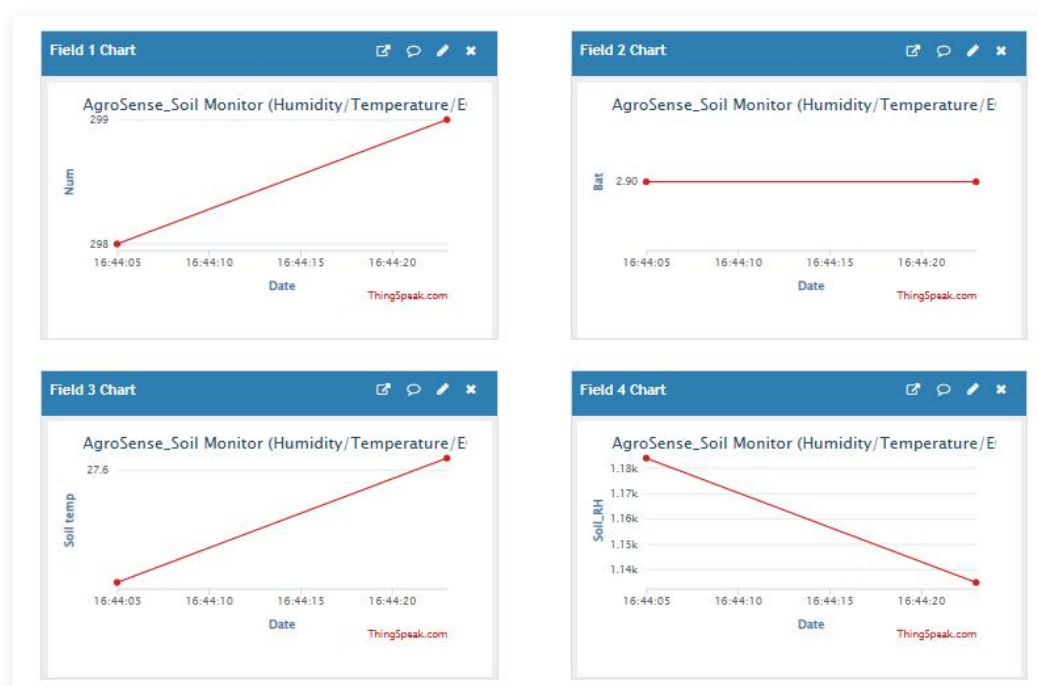 Field 1 Chart
AgroSense_Soil Monitor (Humidity/Temperature/E
299
Num
298
16:44:05 16:44:10 16:44:15 16:44:20
Date
ThingSpeak.com
Field 2 Chart
AgroSense_Soil Monitor (Humidity/Temperature/E
Bat
2.90
16:44:05 16:44:10 16:44:15 16:44:20
Date
ThingSpeak.com
Field 3 Chart
AgroSense_Soil Monitor (Humidity/Temperature/E
27.6
Soil temp
16:44:05 16:44:10 16:44:15 16:44:20
Date
ThingSpeak.com
Field 4 Chart
AgroSense_Soil Monitor (Humidity/Temperature/E
1.18k
1.17k
1.16k
Soil_RH
1.15k
1.14k
16:44:05 16:44:10 16:44:15 16:44:20
Date
ThingSpeak.com